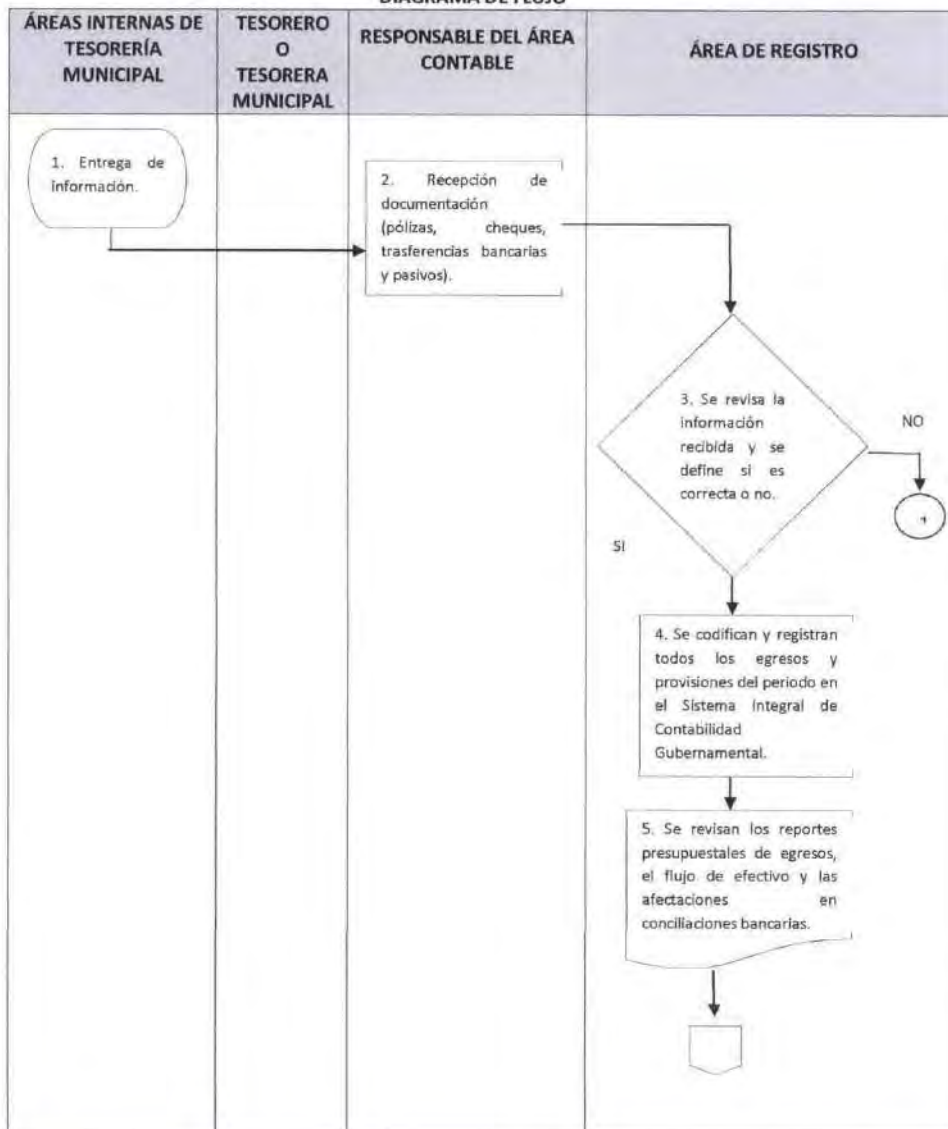 DIAGRAMA DE FLUJO
ÁREAS INTERNAS DE
TESORERÍA
MUNICIPAL
TESORERO
O
TESORERA
MUNICIPAL
RESPONSABLE DEL ÁREA
CONTABLE
ÁREA DE REGISTRO
1. Entrega de
información.
2. Recepción de
documentación
(pólizas, cheques,
trasferencias bancarias
y pasivos).
3. Se revisa la
información
recibida y se
define si es
correcta o no.
NO
1
SI
4. Se codifican y registran
todos los egresos y
provisiones del periodo en
el Sistema Integral de
Contabilidad
Gubernamental.
5. Se revisan los reportes
presupuestales de egresos,
el flujo de efectivo y las
afectaciones en
conciliaciones bancarias.